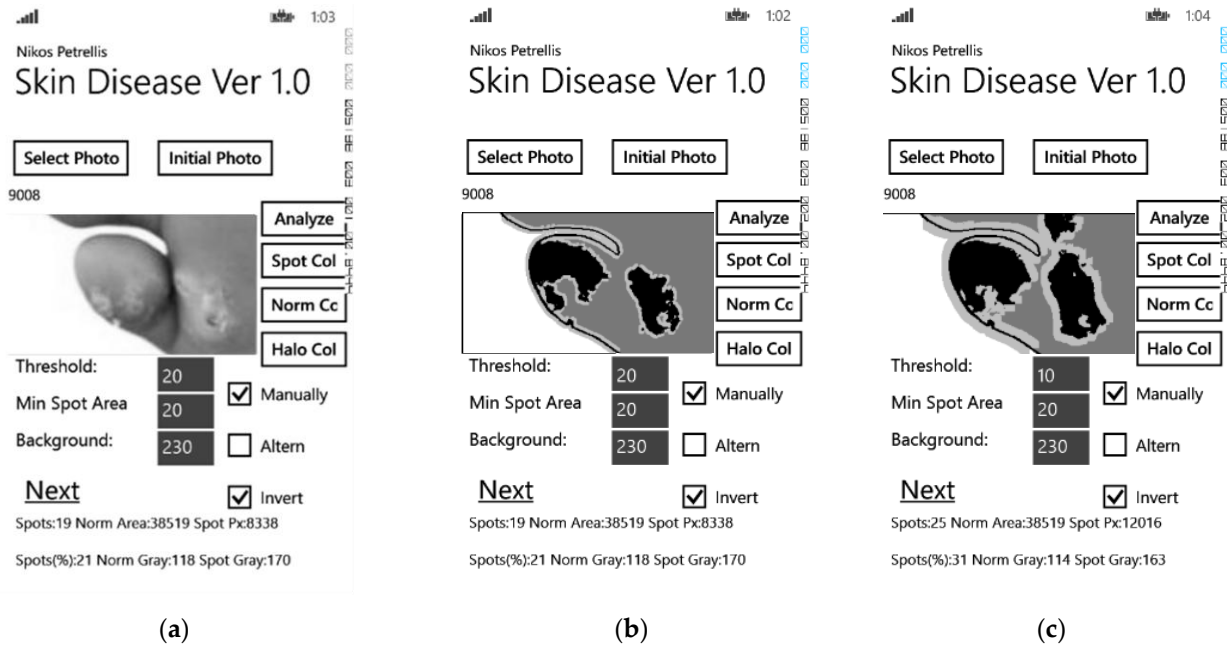 1:03
Nikos Petrellis
Skin Disease Ver 1.0
Select Photo
Initial Photo
9008
Analyze
Spot Col
Norm Cc
Halo Col
Threshold:
20
Manually
Min Spot Area
20
Background:
230
Altern
Next
Invert
Spots:19 Norm Area:38519 Spot Px:8338
Spots(%):21 Norm Gray:118 Spot Gray:170
(a)
1:02
Nikos Petrellis
Skin Disease Ver 1.0
Select Photo
Initial Photo
9008
Analyze
Spot Col
Norm Cc
Halo Col
Threshold:
20
Manually
Min Spot Area
20
Background:
230
Altern
Next
Invert
Spots:19 Norm Area:38519 Spot Px:8338
Spots(%):21 Norm Gray:118 Spot Gray:170
(b)
1:04
Nikos Petrellis
Skin Disease Ver 1.0
Select Photo
Initial Photo
9008
Analyze
Spot Col
Norm Cc
Halo Col
Threshold:
10
Manually
Min Spot Area
20
Background:
230
Altern
Next
Invert
Spots:25 Norm Area:38519 Spot Px:12016
Spots(%):31 Norm Gray:114 Spot Gray:163
(c)